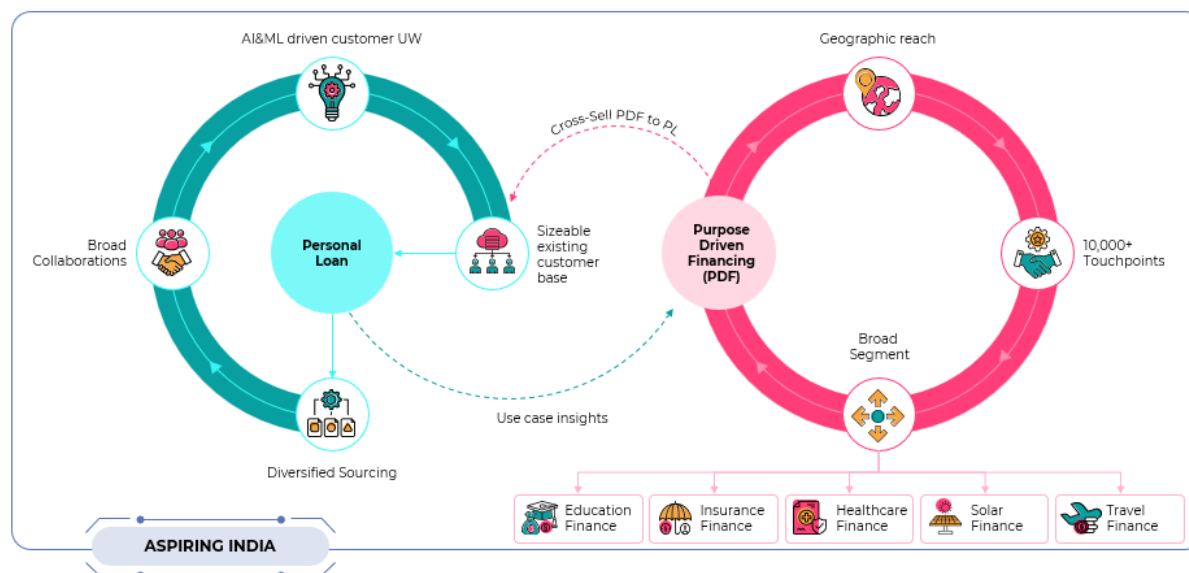 AI&ML driven customer UW
Geographic reach
Cross-Sell PDF to PL
Broad
Collaborations
Personal
Loan
Sizeable
existing
customer
base
Purpose
Driven
Financing
(PDF)
10,000+
Touchpoints
Broad
Segment
Use case insights
Diversified Sourcing
Education
Finance
Insurance
Finance
Healthcare
Finance
Solar
Finance
Travel
Finance
ASPIRING INDIA